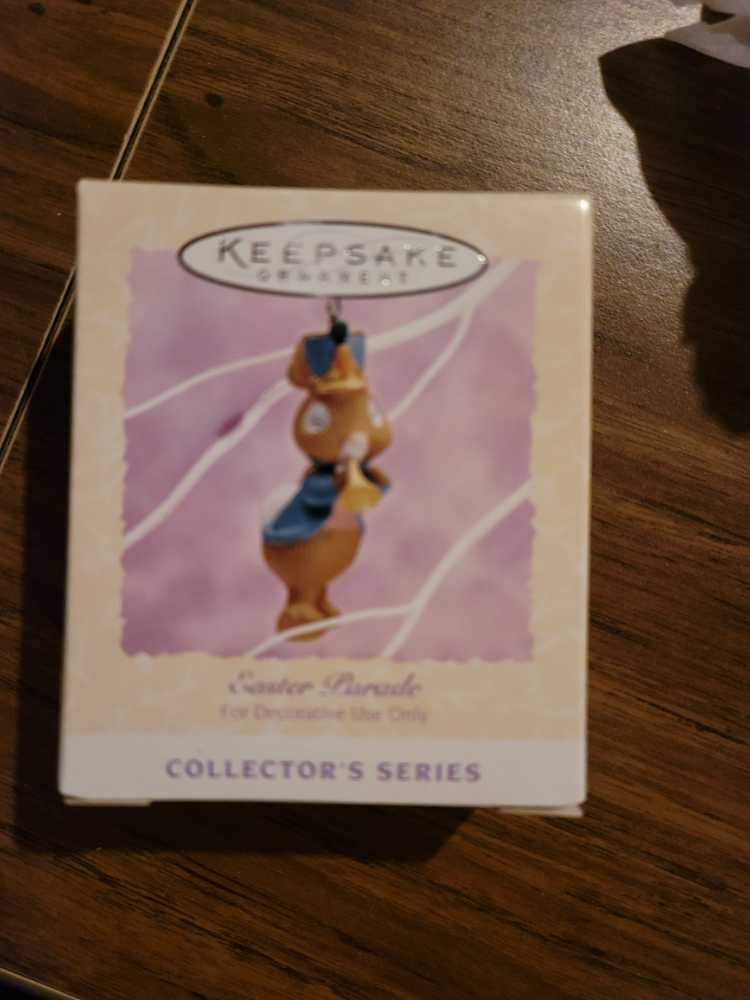 KEEPSAKE
ORNAMENT
Easter Parade
For Decorative Use Only
COLLECTOR'S SERIES